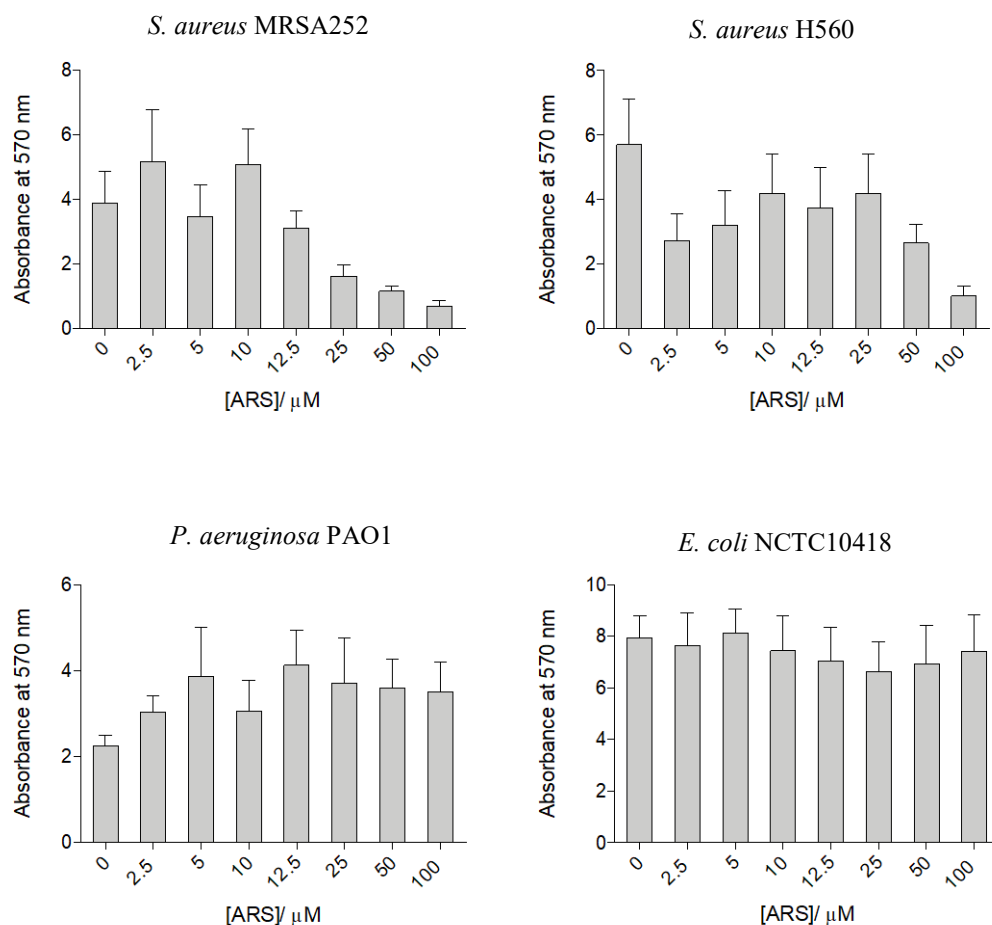 S. aureus MRSA252
Absorbance at 570 nm
8
6
4
2
0
0 2.5 5 10 12.5 25 50 100
[ARS]/ µM
S. aureus H560
Absorbance at 570 nm
8
6
4
2
0
0 2.5 5 10 12.5 25 50 100
[ARS]/ µM
P. aeruginosa PAO1
Absorbance at 570 nm
6
4
2
0
0 2.5 5 10 12.5 25 50 100
[ARS]/ µM
E. coli NCTC10418
Absorbance at 570 nm
10
8
6
4
2
0
0 2.5 5 10 12.5 25 50 100
[ARS]/ µM